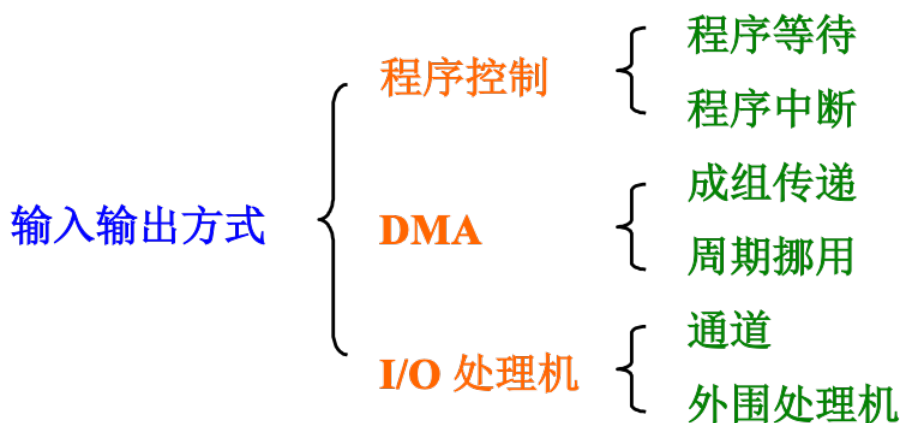 输入输出方式
程序控制
程序等待
程序中断
DMA
成组传递
周期挪用
I/O 处理机
通道
外围处理机